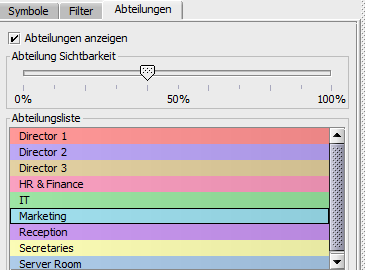 Symbole Filter Abteilungen
Abteilungen anzeigen
Abteilung Sichtbarkeit
0% 50% 100%
Abteilungsliste
Director 1
Director 2
Director 3
HR & Finance
IT
Marketing
Reception
Secretaries
Server Room